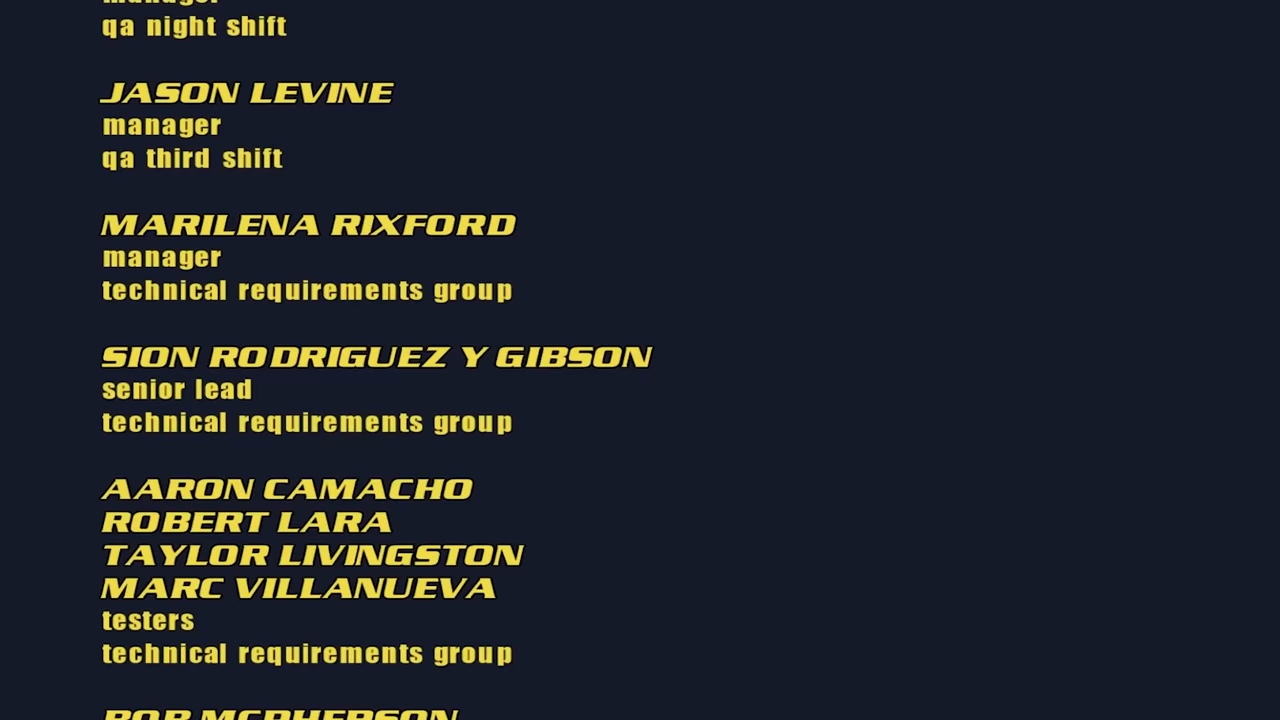 manager
qa night shift
JASON LEVINE
manager
qa third shift
MARILENA RIXFORD
manager
technical requirements group
SION RODRIGUEZ Y GIBSON
senior lead
technical requirements group
AARON CAMACHO
ROBERT LARA
TAYLOR LIVINGSTON
MARC VILLANUEVA
testers
technical requirements group
MCPHERSON